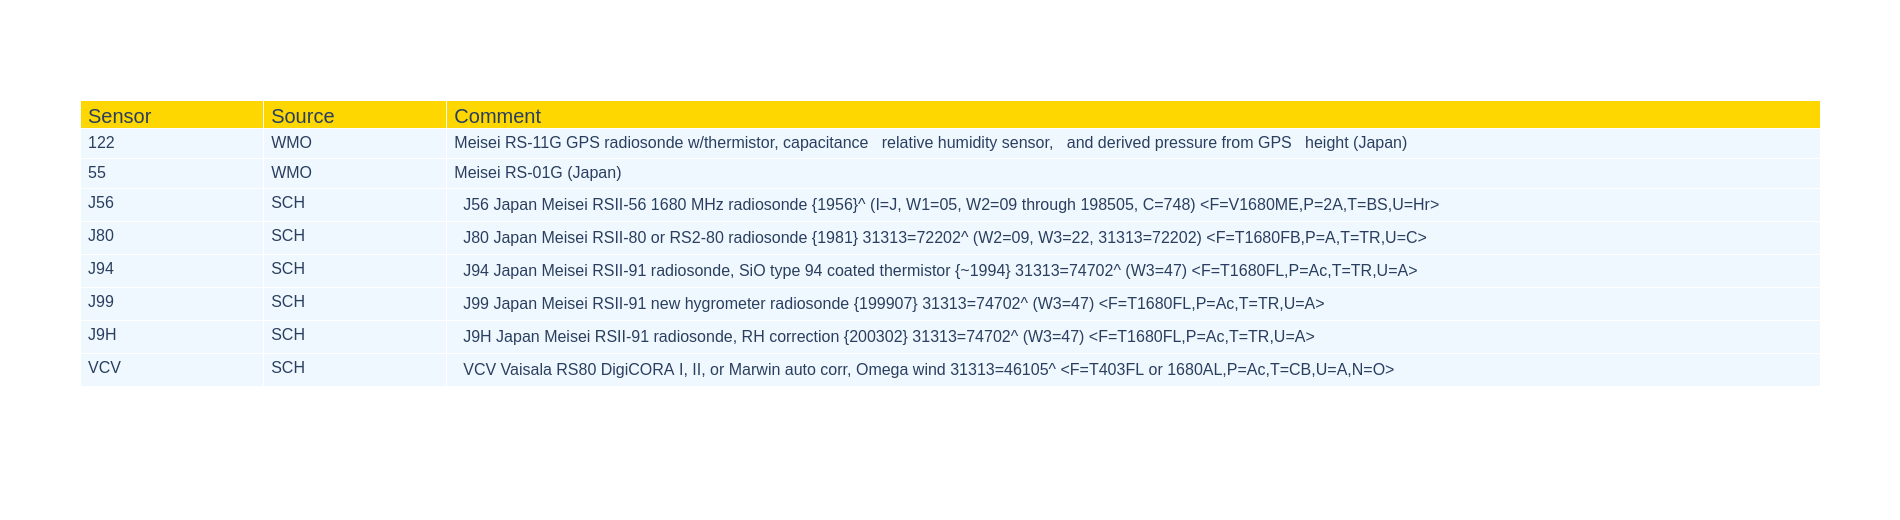 Sensor Source Comment
122 WMO Meisei RS-11G GPS radiosonde w/thermistor, capacitance relative humidity sensor, and derived pressure from GPS height (Japan)
55 WMO Meisei RS-01G (Japan)
J56 SCH J56 Japan Meisei RSII-56 1680 MHz radiosonde {1956}^ (I=J, W1=05, W2=09 through 198505, C=748) <F=V1680ME,P=2A,T=BS,U=Hr>
J80 SCH J80 Japan Meisei RSII-80 or RS2-80 radiosonde {1981} 31313=72202^ (W2=09, W3=22, 31313=72202) <F=T1680FB,P=A,T=TR,U=C>
J94 SCH J94 Japan Meisei RSII-91 radiosonde, SiO type 94 coated thermistor {~1994} 31313=74702^ (W3=47) <F=T1680FL,P=Ac,T=TR,U=A>
J99 SCH J99 Japan Meisei RSII-91 new hygrometer radiosonde {199907} 31313=74702^ (W3=47) <F=T1680FL,P=Ac,T=TR,U=A>
J9H SCH J9H Japan Meisei RSII-91 radiosonde, RH correction {200302} 31313=74702^ (W3=47) <F=T1680FL,P=Ac,T=TR,U=A>
VCV SCH VCV Vaisala RS80 DigiCORA I, II, or Marwin auto corr, Omega wind 31313=46105^ <F=T403FL or 1680AL,P=Ac,T=CB,U=A,N=O>